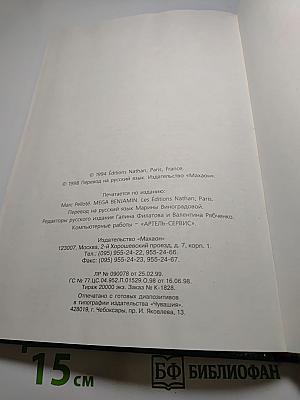 © 1994 Éditions Nathan, Paris, France.
© 1998 Перевод на русский язык. Издательство «Махаон».
Печатается по изданию:
Marc Pelloté. MEGA BENJAMIN. Les Éditions Nathan, Paris.
Перевод на русский язык Марины Виноградовой.
Редакторы русского издания Галина Филатова и Валентина Рябченко.
Компьютерные работы – «АРТЕЛЬ-СЕРВИС».
Издательство «Махаон»
123007, Москва, 2-й Хорошевский проезд, д. 7, корп. 1.
Тел.: (095) 955-24-22, 955-24-66.
Факс: (095) 955-24-23, 955-24-67.
ЛР № 090078 от 25.02.99.
ГС № 77.ЦС.04.952.П.01529.О.98 от 16.06.98.
Тираж 20000 экз. Заказ № К-1828.
Отпечатано с готовых диапозитивов
в типографии издательства «Чувашия».
428019, г. Чебоксары, пр. И. Яковлева, 13.
15 см
БФ БИБЛИОФАН